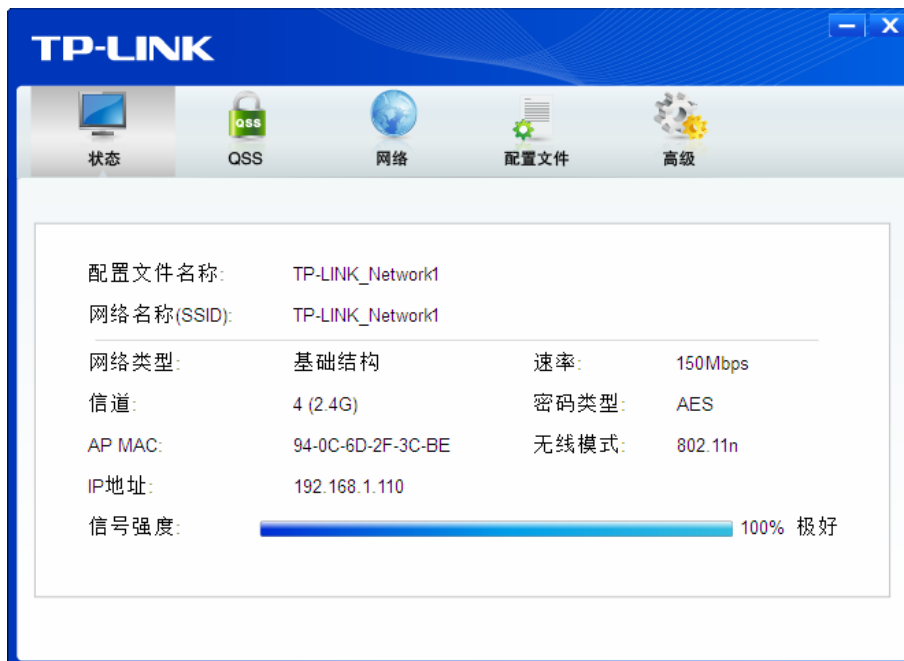 TP-LINK
QSS
状态 QSS 网络 配置文件 高级
配置文件名称: TP-LINK_Network1
网络名称(SSID): TP-LINK_Network1
网络类型: 基础结构 速率: 150Mbps
信道: 4 (2.4G) 密码类型: AES
AP MAC: 94-0C-6D-2F-3C-BE 无线模式: 802.11n
IP地址: 192.168.1.110
信号强度: 100% 极好